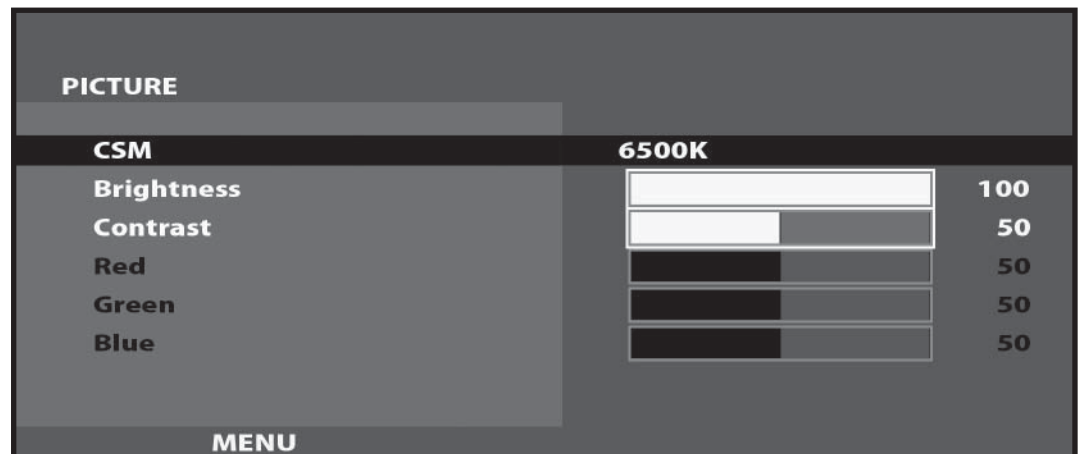 PICTURE
CSM 6500K
Brightness 100
Contrast 50
Red 50
Green 50
Blue 50
MENU